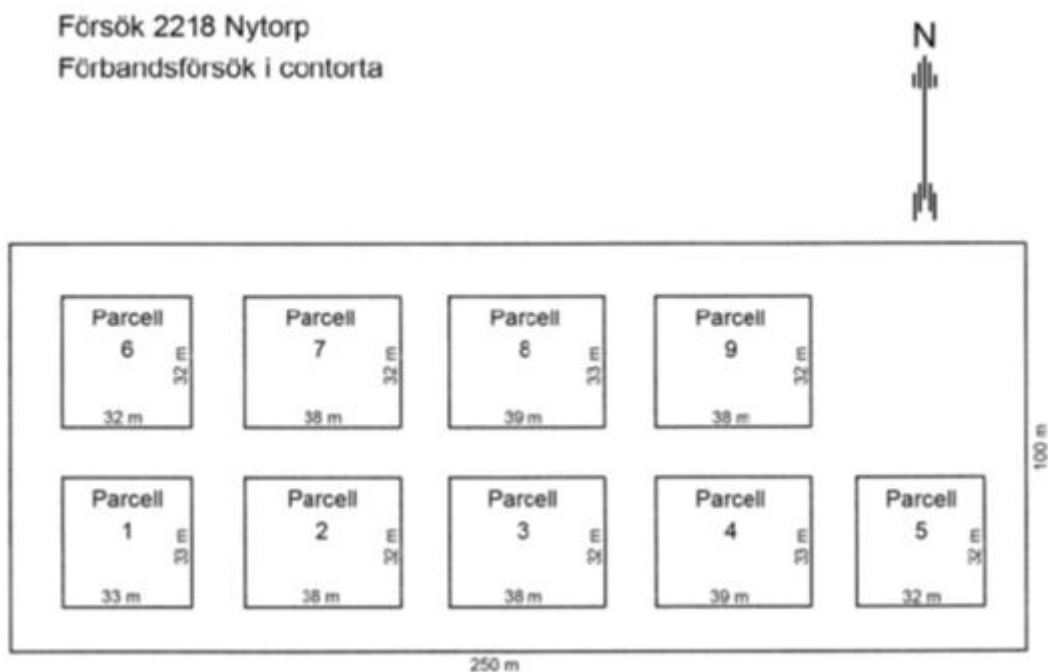 Försök 2218 Nytorp
Förbandsförsök i contorta
N
Parcell
6
32 m
32 m
Parcell
7
32 m
38 m
Parcell
8
33 m
39 m
Parcell
9
32 m
38 m
100 m
Parcell
1
33 m
33 m
Parcell
2
32 m
38 m
Parcell
3
32 m
38 m
Parcell
4
33 m
39 m
Parcell
5
32 m
32 m
250 m